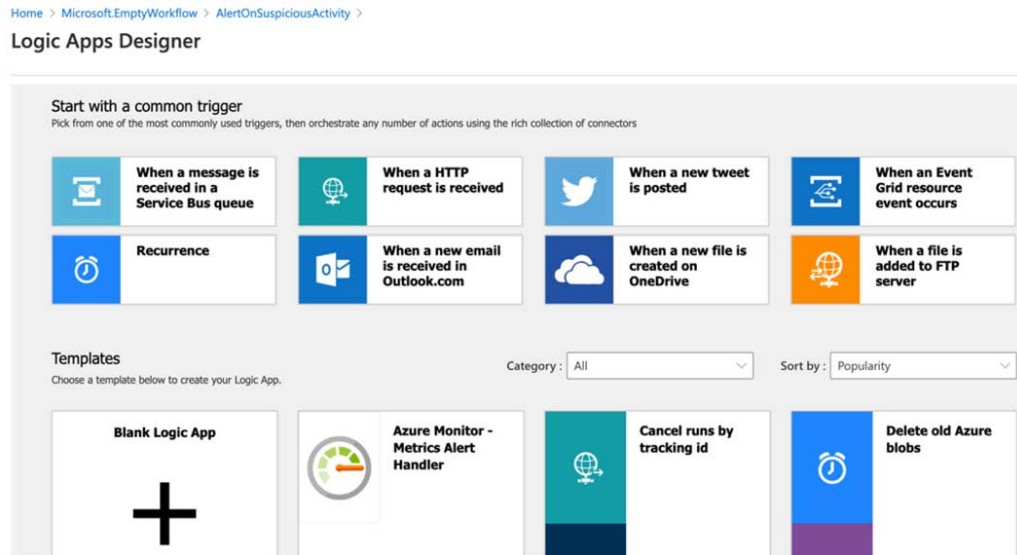 Home > Microsoft.EmptyWorkflow > AlertOnSuspiciousActivity >
Logic Apps Designer
Start with a common trigger
Pick from one of the most commonly used triggers, then orchestrate any number of actions using the rich collection of connectors
When a message is
received in a
Service Bus queue
When a HTTP
request is received
When a new tweet
is posted
When an Event
Grid resource
event occurs
Recurrence
When a new email
is received in
Outlook.com
When a new file is
created on
OneDrive
When a file is
added to FTP
server
Templates
Choose a template below to create your Logic App.
Category : All
Sort by : Popularity
Blank Logic App
Azure Monitor -
Metrics Alert
Handler
Cancel runs by
tracking id
Delete old Azure
blobs